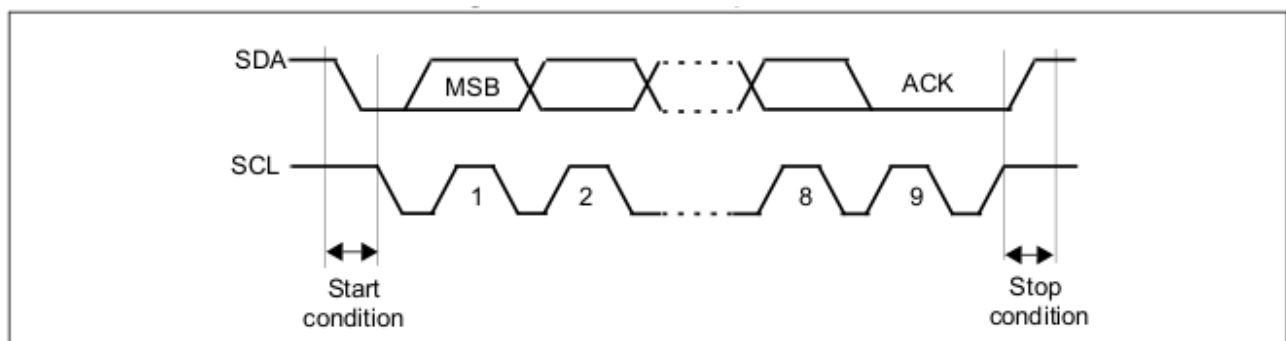 SDA
MSB
ACK
SCL
1
2
8
9
Start
condition
Stop
condition